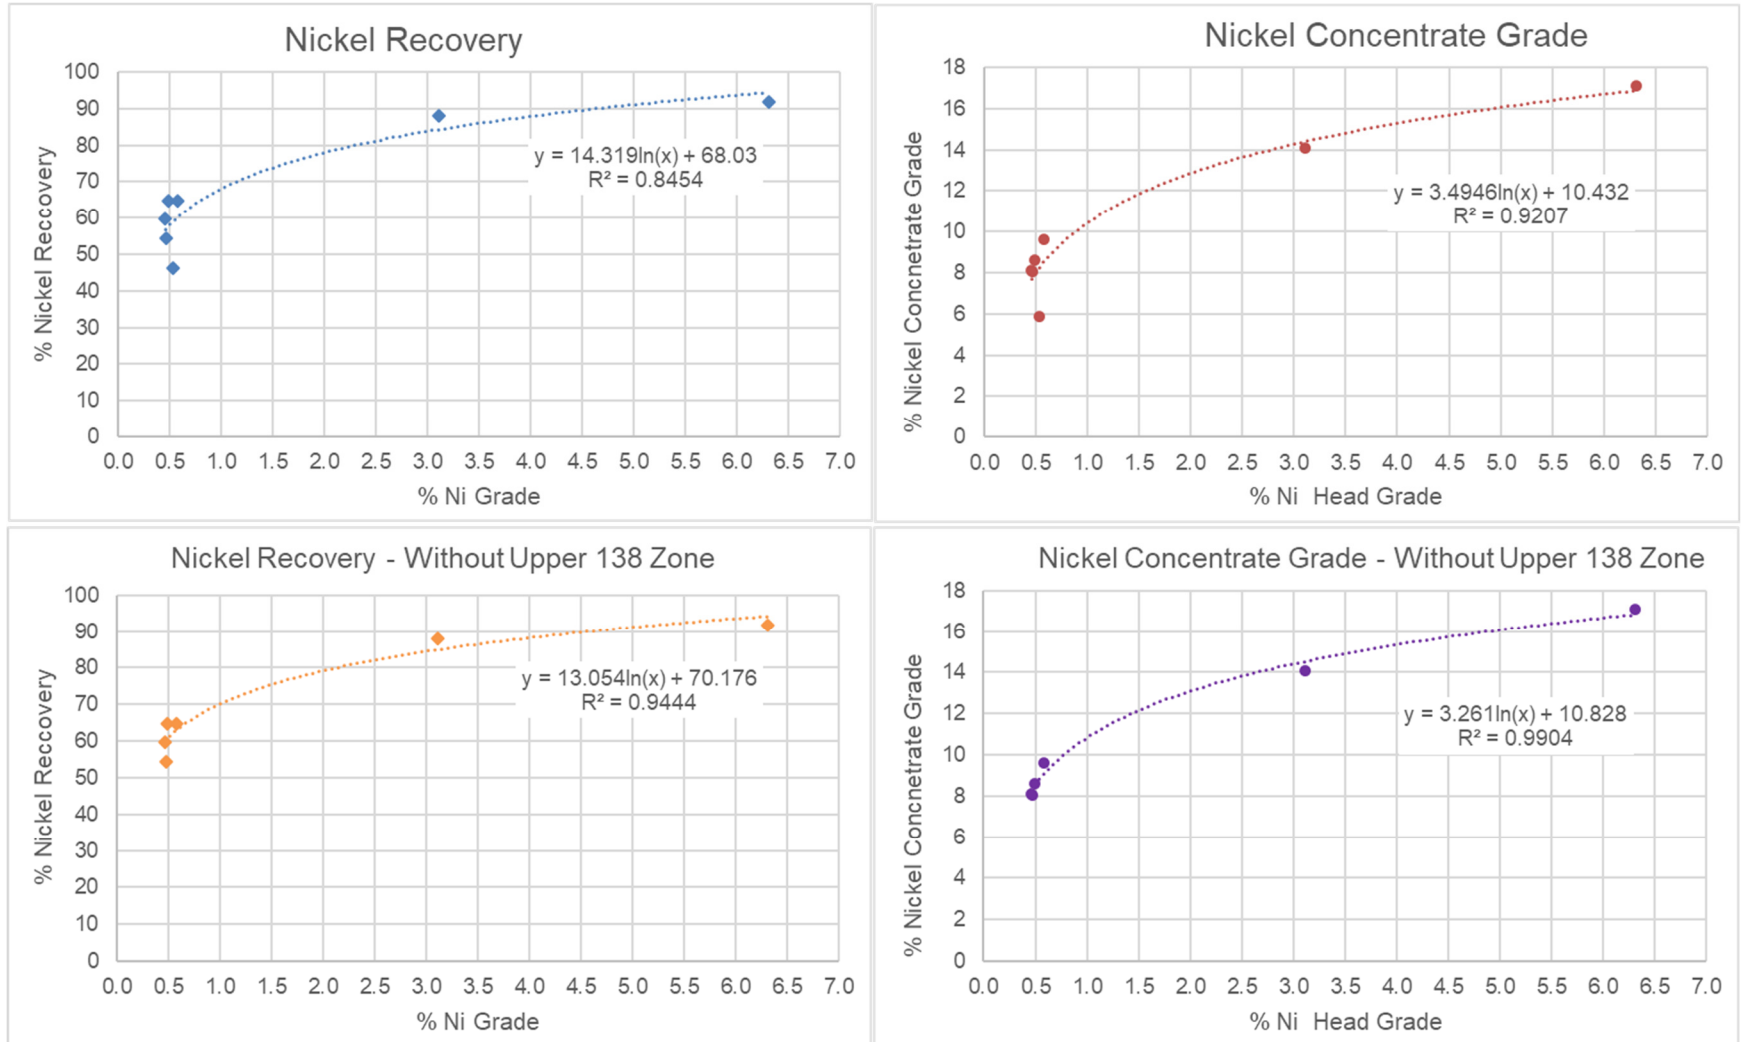 Nickel Recovery
100
90
80
70
60
50
40
30
20
10
0
% Nickel Reccovery
y = 14.319ln(x) + 68.03
R² = 0.8454
0.0 0.5 1.0 1.5 2.0 2.5 3.0 3.5 4.0 4.5 5.0 5.5 6.0 6.5 7.0
% Ni Grade
Nickel Concentrate Grade
18
16
14
12
10
8
6
4
2
0
% Nickel Concnetrate Grade
y = 3.4946ln(x) + 10.432
R² = 0.9207
0.0 0.5 1.0 1.5 2.0 2.5 3.0 3.5 4.0 4.5 5.0 5.5 6.0 6.5 7.0
% Ni Head Grade
Nickel Recovery - Without Upper 138 Zone
100
90
80
70
60
50
40
30
20
10
0
% Nickel Reccovery
y = 13.054ln(x) + 70.176
R² = 0.9444
0.0 0.5 1.0 1.5 2.0 2.5 3.0 3.5 4.0 4.5 5.0 5.5 6.0 6.5 7.0
% Ni Grade
Nickel Concentrate Grade - Without Upper 138 Zone
18
16
14
12
10
8
6
4
2
0
% Nickel Concnetrate Grade
y = 3.261ln(x) + 10.828
R² = 0.9904
0.0 0.5 1.0 1.5 2.0 2.5 3.0 3.5 4.0 4.5 5.0 5.5 6.0 6.5 7.0
% Ni Head Grade